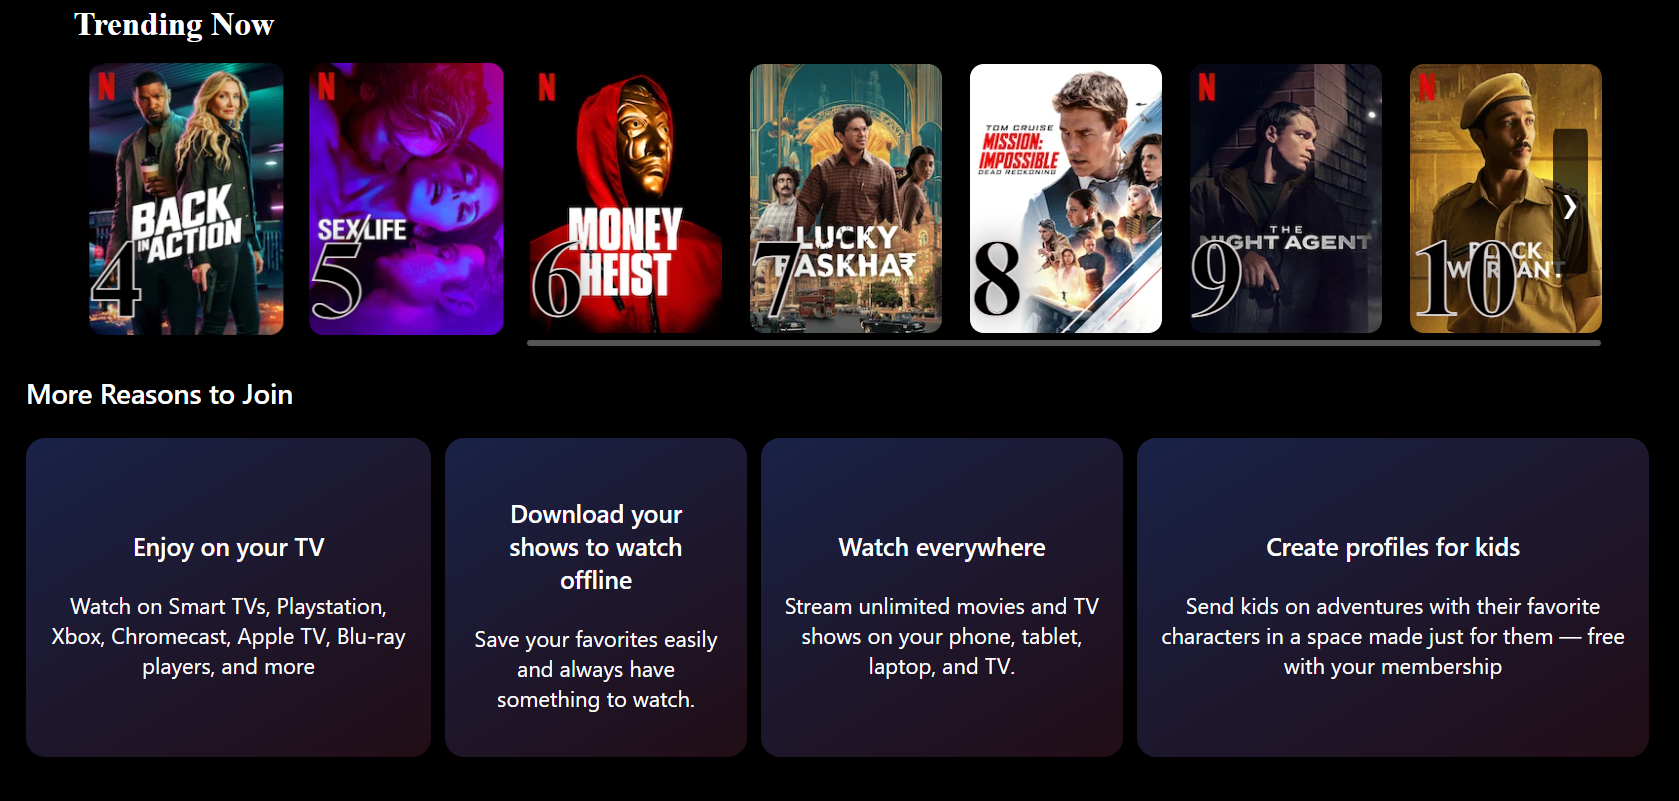 Trending Now
N
BACK
IN ACTION
4
N
SEX/LIFE
5
N
MONEY
HEIST
6
LUCKY
BASKHA₹
7
TOM CRUISE
MISSION:
IMPOSSIBLE
DEAD RECKONING
8
N
THE
NIGHT AGENT
9
N
BLACK
WARRANT
10
❯
More Reasons to Join
Enjoy on your TV
Watch on Smart TVs, Playstation,
Xbox, Chromecast, Apple TV, Blu-ray
players, and more
Download your
shows to watch
offline
Save your favorites easily
and always have
something to watch.
Watch everywhere
Stream unlimited movies and TV
shows on your phone, tablet,
laptop, and TV.
Create profiles for kids
Send kids on adventures with their favorite
characters in a space made just for them — free
with your membership